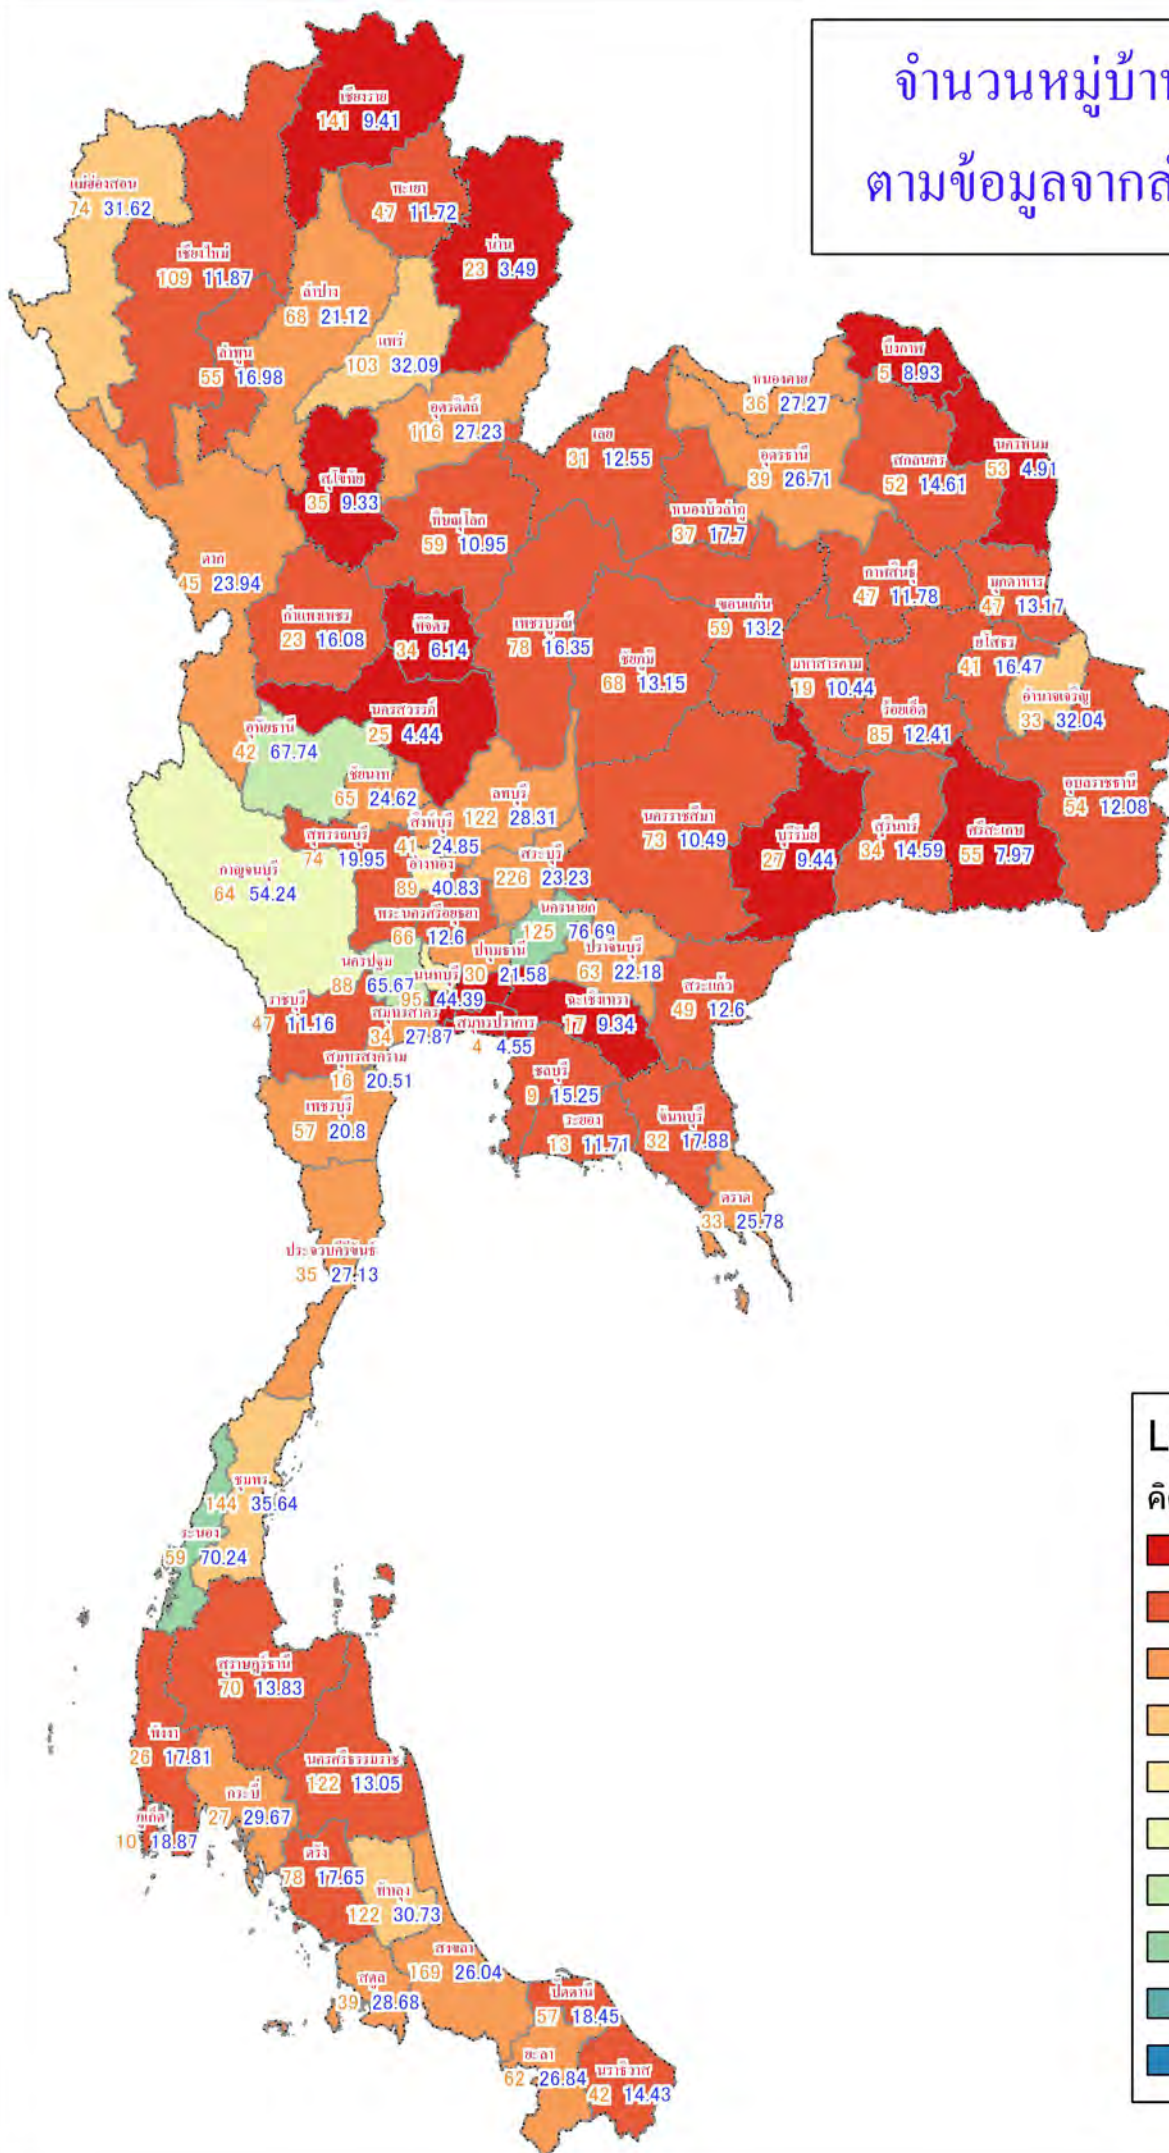 จำนวนหมู่บ้าน
ตามข้อมูลจากสำ
เชียงราย
141 9.41
แม่ฮ่องสอน
74 31.62
พะเยา
47 11.72
น่าน
23 3.49
เชียงใหม่
109 11.87
ลำปาง
68 21.12
แพร่
103 32.09
ลำพูน
55 16.98
อุตรดิตถ์
116 27.23
บึงกาฬ
5 8.93
หนองคาย
36 27.27
เลย
31 12.55
อุดรธานี
39 26.71
สกลนคร
52 14.61
นครพนม
53 4.91
สุโขทัย
35 9.33
พิษณุโลก
59 10.95
หนองบัวลำภู
37 17.7
ตาก
45 23.94
กำแพงเพชร
23 16.08
พิจิตร
34 6.14
เพชรบูรณ์
78 16.35
ขอนแก่น
59 13.2
กาฬสินธุ์
47 11.78
มุกดาหาร
47 13.17
ชัยภูมิ
68 13.15
มหาสารคาม
19 10.44
ยโสธร
41 16.47
ร้อยเอ็ด
85 12.41
อำนาจเจริญ
33 32.04
นครสวรรค์
25 4.44
อุทัยธานี
42 67.74
ชัยนาท
65 24.62
ลพบุรี
122 28.31
อุบลราชธานี
54 12.08
นครราชสีมา
73 10.49
บุรีรัมย์
27 9.44
สุรินทร์
34 14.59
ศรีสะเกษ
55 7.97
สิงห์บุรี
41 24.85
สุพรรณบุรี
74 19.95
อ่างทอง
89 40.83
สระบุรี
226 23.23
กาญจนบุรี
64 54.24
พระนครศรีอยุธยา
66 12.6
นครนายก
125 76.69
ปราจีนบุรี
63 22.18
ปทุมธานี
30 21.58
นครปฐม
88 65.67
นนทบุรี
95 44.39
สระแก้ว
49 12.6
ราชบุรี
47 11.16
ฉะเชิงเทรา
17 9.34
สมุทรสาคร
34 27.87
สมุทรปราการ
4 4.55
สมุทรสงคราม
16 20.51
ชลบุรี
9 15.25
เพชรบุรี
57 20.8
ระยอง
13 11.71
จันทบุรี
32 17.88
ตราด
33 25.78
ประจวบคีรีขันธ์
35 27.13
ชุมพร
144 35.64
ระนอง
59 70.24
สุราษฎร์ธานี
70 13.83
พังงา
26 17.81
นครศรีธรรมราช
122 13.05
กระบี่
27 29.67
ภูเก็ต
10 18.87
ตรัง
78 17.65
พัทลุง
122 30.73
สงขลา
169 26.04
สตูล
39 28.68
ปัตตานี
57 18.45
ยะลา
62 26.84
นราธิวาส
42 14.43
L
คิด